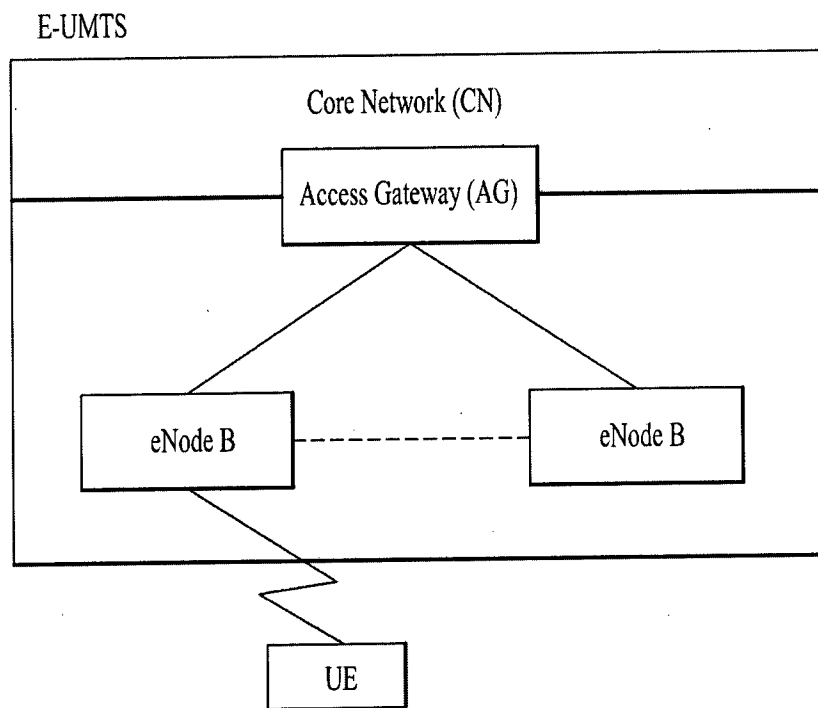 E-UMTS
Core Network (CN)
Access Gateway (AG)
eNode B
eNode B
UE